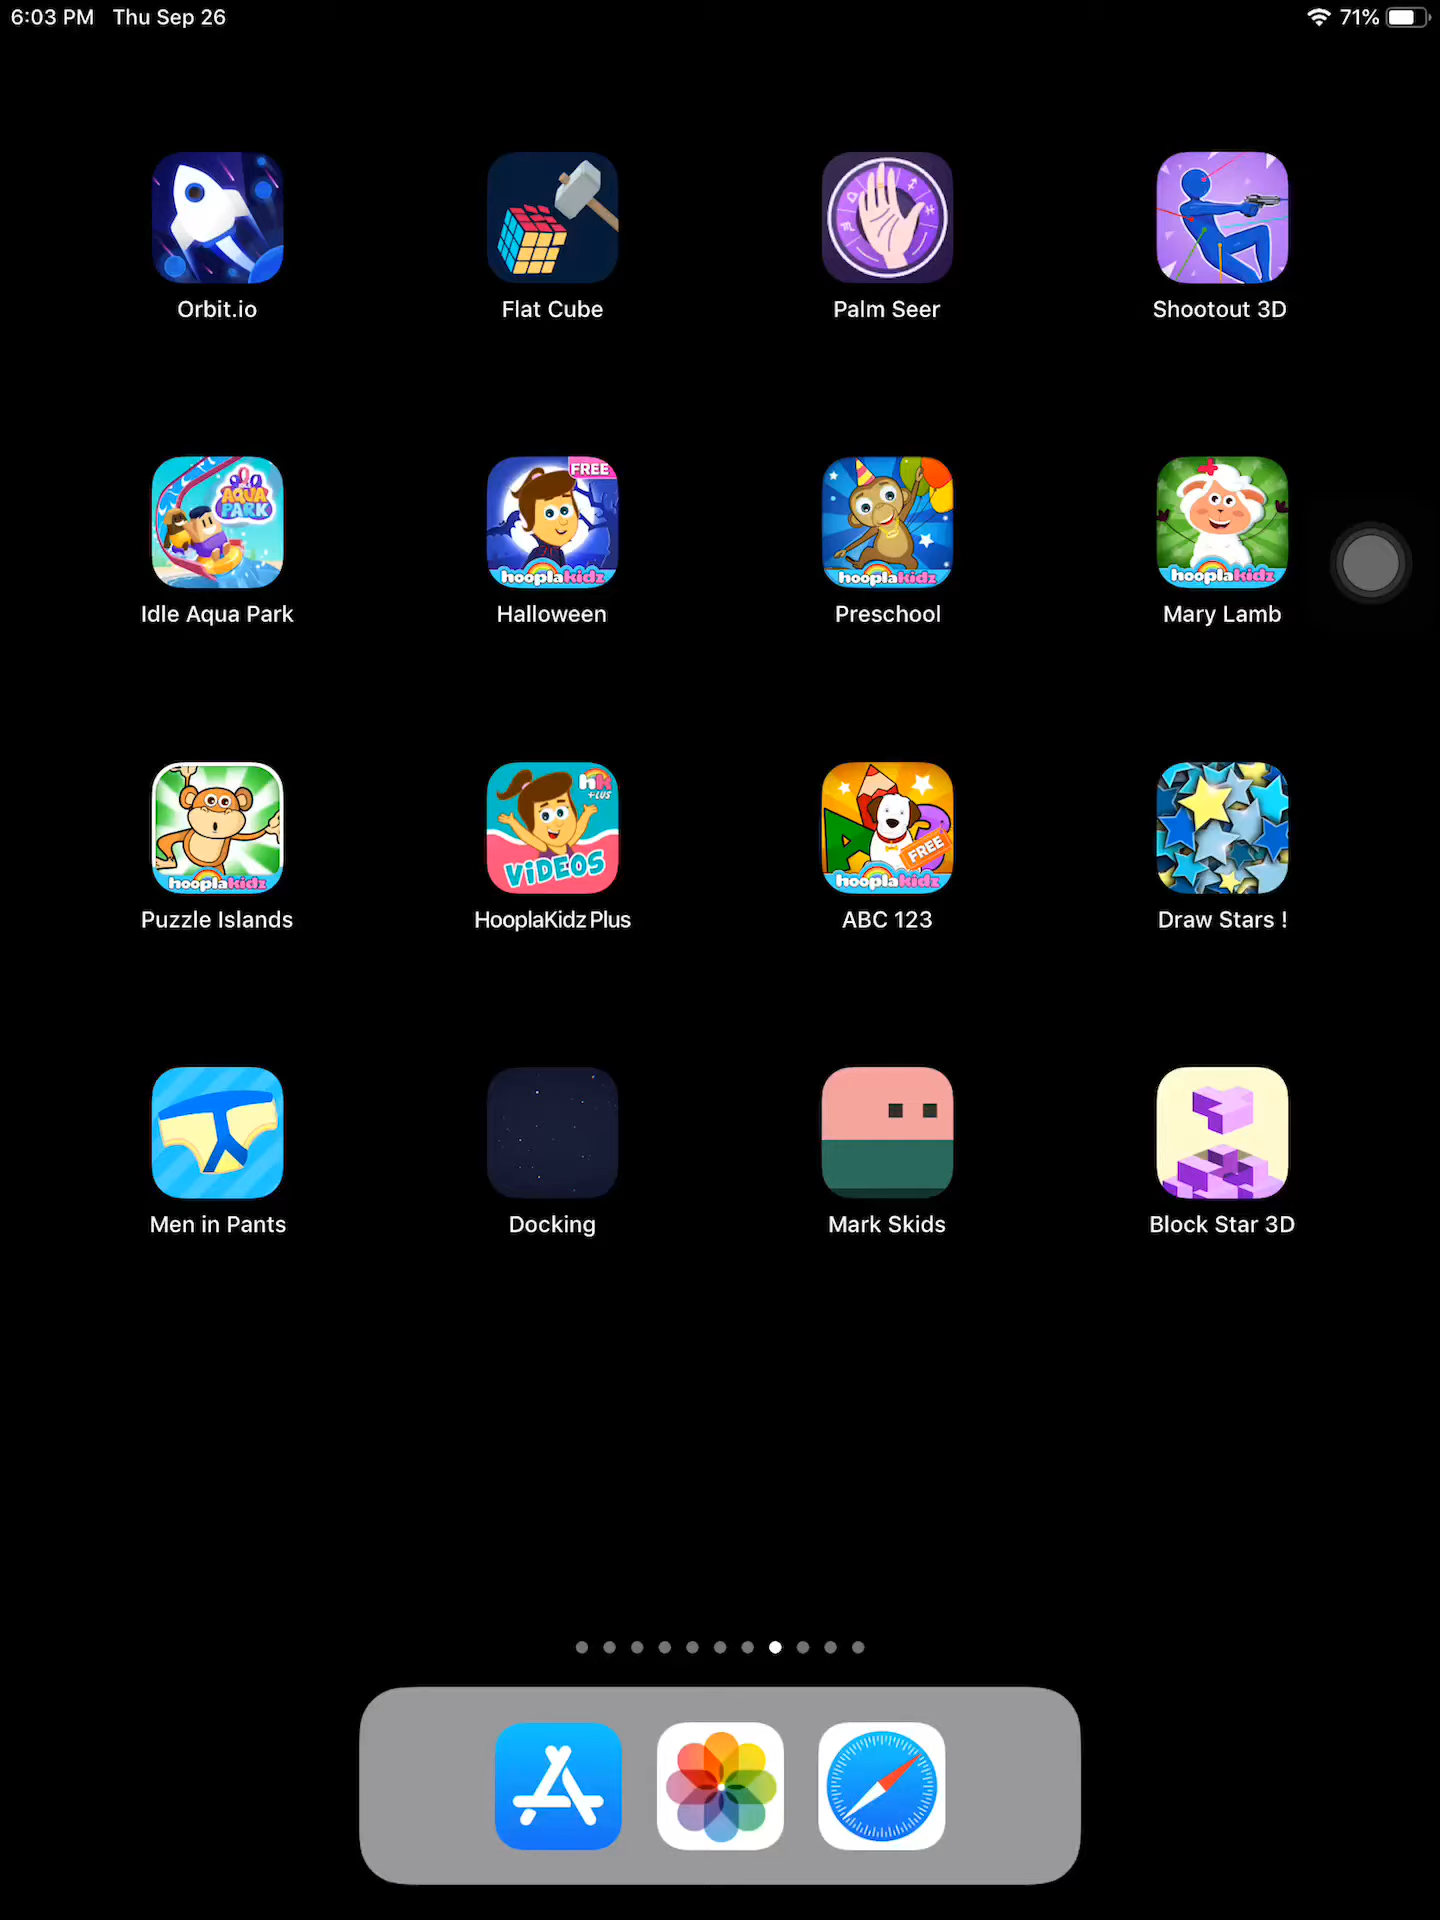 6:03 PM Thu Sep 26
71%
Orbit.io
Flat Cube
Palm Seer
Shootout 3D
AQUA
PARK
Idle Aqua Park
FREE
hooplakidz
Halloween
hooplakidz
Preschool
hooplakidz
Mary Lamb
hooplakidz
Puzzle Islands
hk
+LUS
ViDEOS
HooplaKidz Plus
A
FREE
hooplakidz
ABC 123
Draw Stars !
Men in Pants
Docking
Mark Skids
Block Star 3D